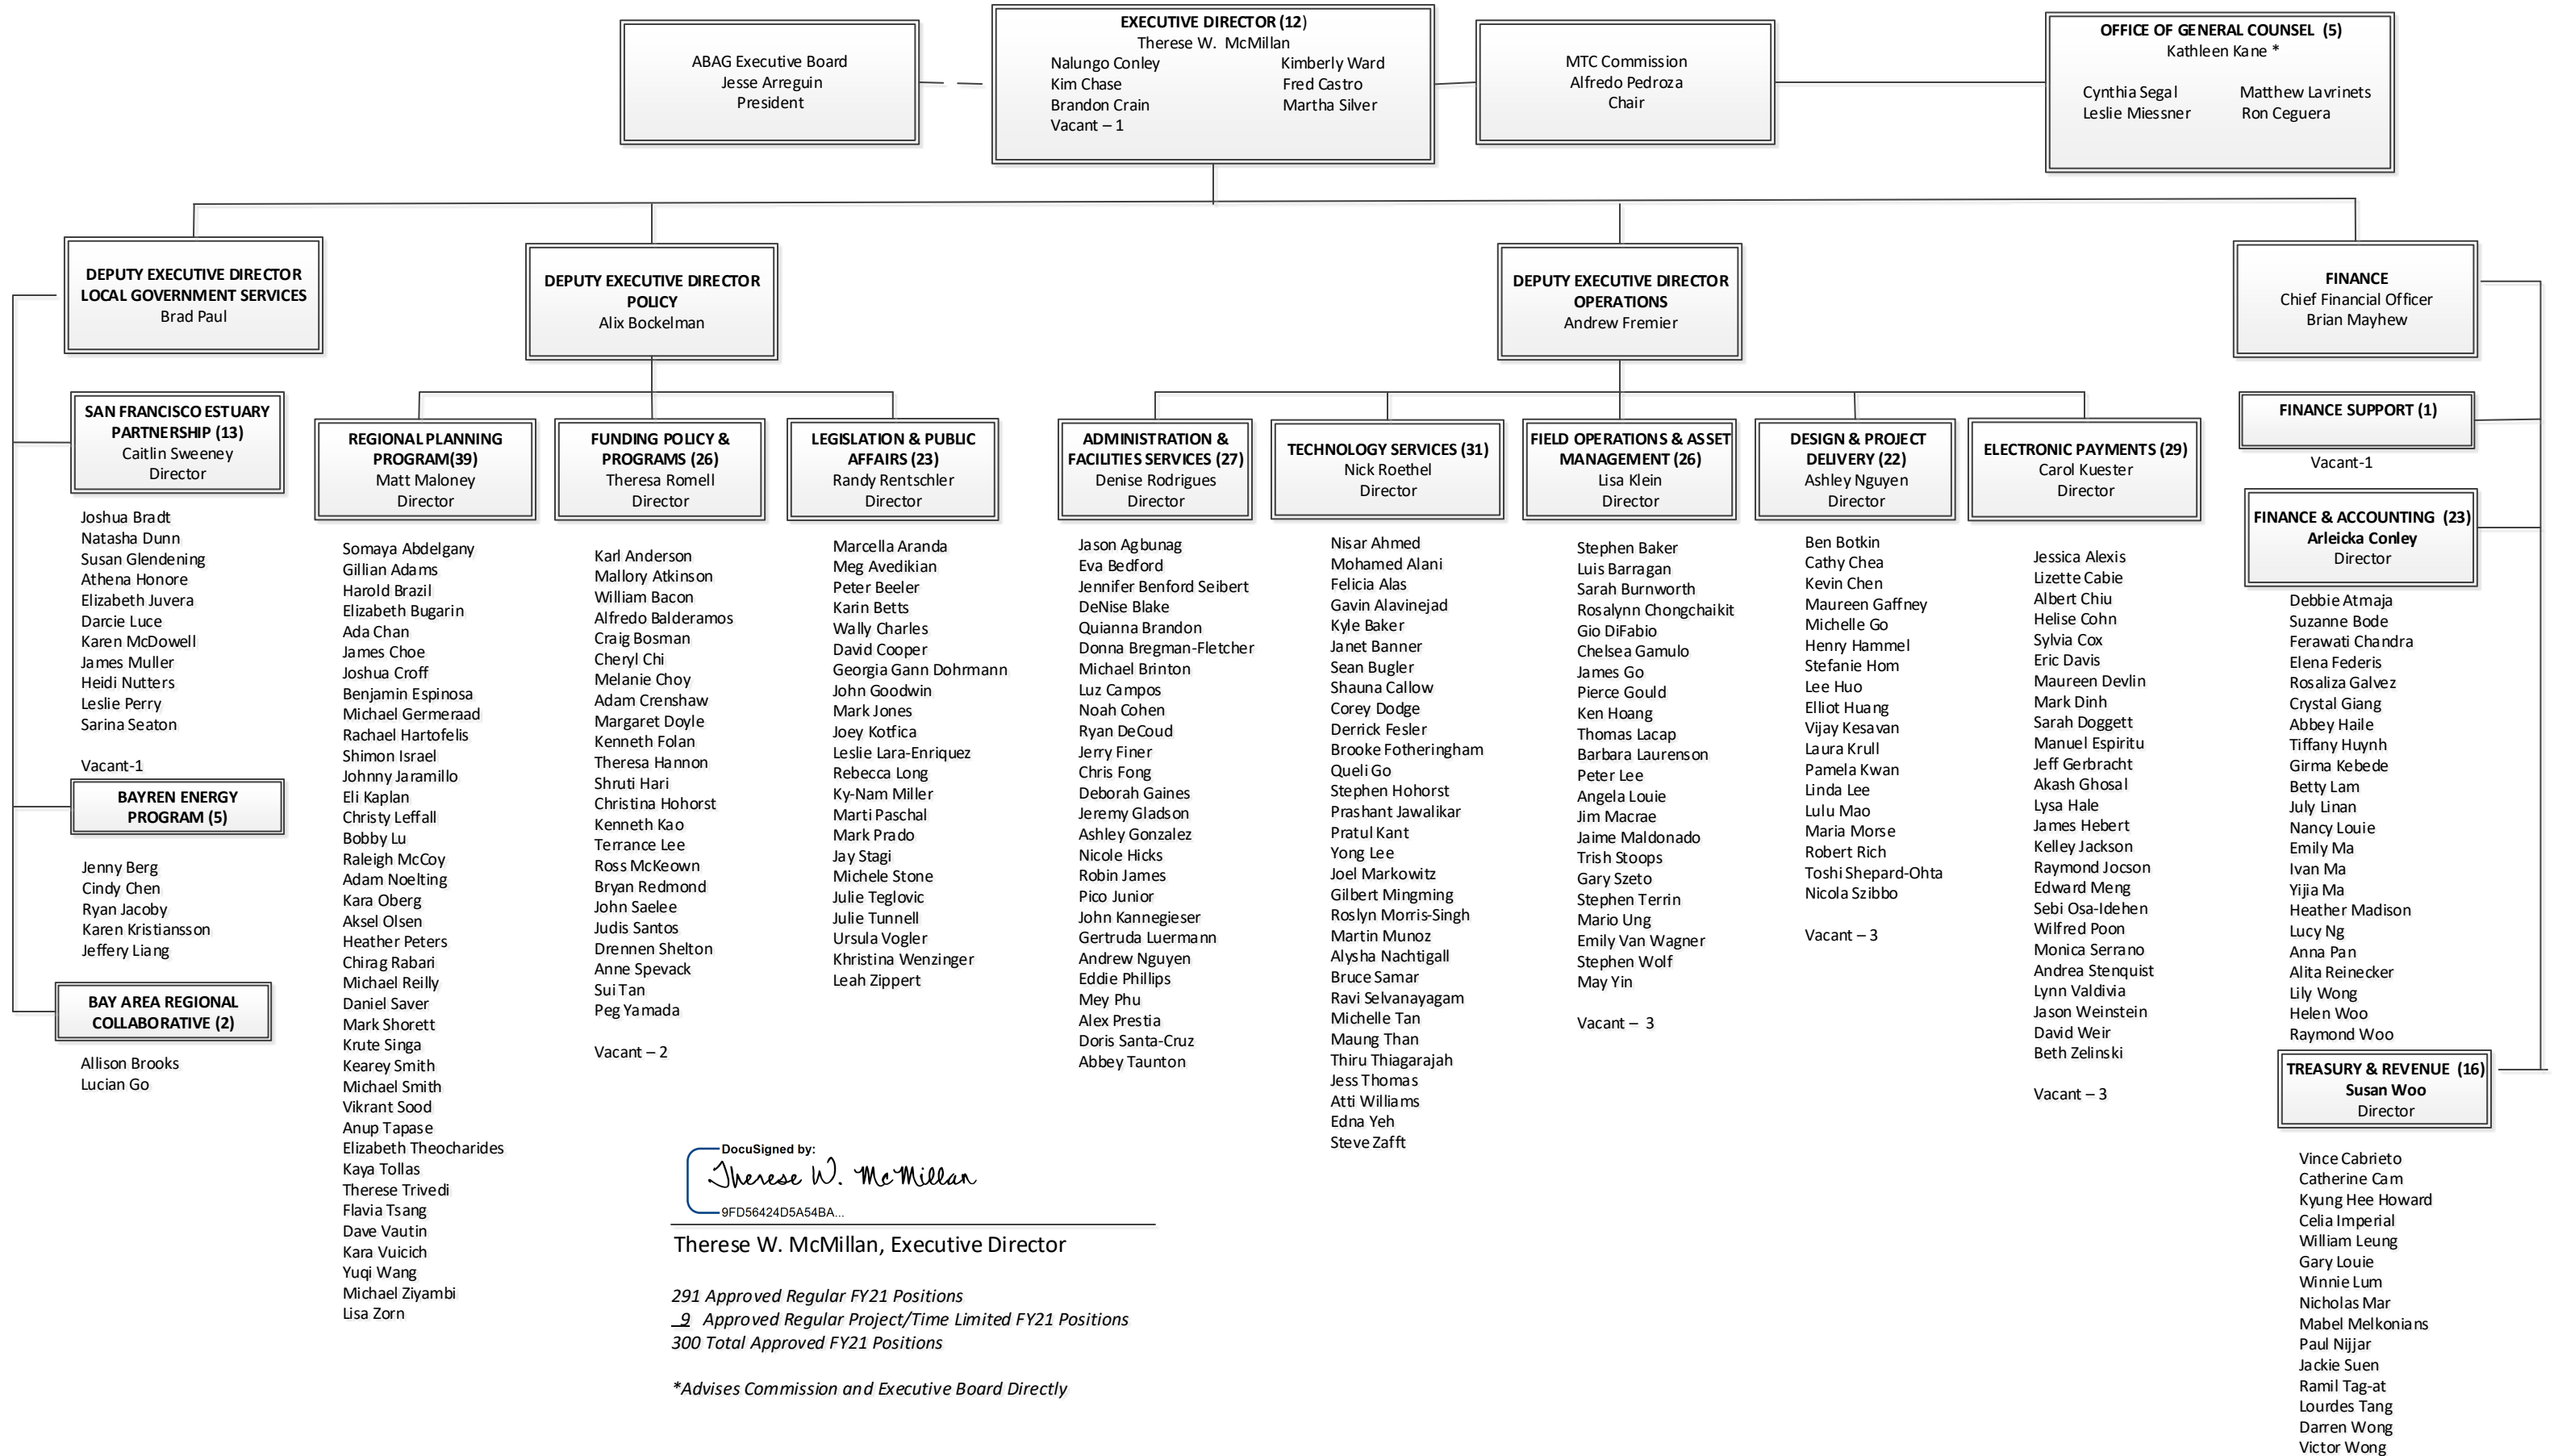 ABAG Executive Board
Jesse Arreguin
President
EXECUTIVE DIRECTOR (12)
Therese W. McMillan
Nalungo Conley
Kim Chase
Brandon Crain
Vacant – 1
Kimberly Ward
Fred Castro
Martha Silver
MTC Commission
Alfredo Pedroza
Chair
OFFICE OF GENERAL COUNSEL (5)
Kathleen Kane *
Cynthia Segal
Leslie Miessner
Matthew Lavrinets
Ron Ceguera
DEPUTY EXECUTIVE DIRECTOR
LOCAL GOVERNMENT SERVICES
Brad Paul
DEPUTY EXECUTIVE DIRECTOR
POLICY
Alix Bockelman
DEPUTY EXECUTIVE DIRECTOR
OPERATIONS
Andrew Fremier
FINANCE
Chief Financial Officer
Brian Mayhew
SAN FRANCISCO ESTUARY
PARTNERSHIP (13)
Caitlin Sweeney
Director
Joshua Bradt
Natasha Dunn
Susan Glendening
Athena Honore
Elizabeth Juvera
Darcie Luce
Karen McDowell
James Muller
Heidi Nutters
Leslie Perry
Sarina Seaton
Vacant-1
BAYREN ENERGY
PROGRAM (5)
Jenny Berg
Cindy Chen
Ryan Jacoby
Karen Kristiansson
Jeffery Liang
BAY AREA REGIONAL
COLLABORATIVE (2)
Allison Brooks
Lucian Go
REGIONAL PLANNING
PROGRAM(39)
Matt Maloney
Director
Somaya Abdelgany
Gillian Adams
Harold Brazil
Elizabeth Bugarin
Ada Chan
James Choe
Joshua Croff
Benjamin Espinosa
Michael Germeraad
Rachael Hartofelis
Shimon Israel
Johnny Jaramillo
Eli Kaplan
Christy Leffall
Bobby Lu
Raleigh McCoy
Adam Noelting
Kara Oberg
Aksel Olsen
Heather Peters
Chirag Rabari
Michael Reilly
Daniel Saver
Mark Shorett
Krute Singa
Kearey Smith
Michael Smith
Vikrant Sood
Anup Tapase
Elizabeth Theocharides
Kaya Tollas
Therese Trivedi
Flavia Tsang
Dave Vautin
Kara Vuicich
Yuqi Wang
Michael Ziyambi
Lisa Zorn
FUNDING POLICY &
PROGRAMS (26)
Theresa Romell
Director
Karl Anderson
Mallory Atkinson
William Bacon
Alfredo Balderamos
Craig Bosman
Cheryl Chi
Melanie Choy
Adam Crenshaw
Margaret Doyle
Kenneth Folan
Theresa Hannon
Shruti Hari
Christina Hohorst
Kenneth Kao
Terrance Lee
Ross McKeown
Bryan Redmond
John Saelee
Judis Santos
Drennen Shelton
Anne Spevack
Sui Tan
Peg Yamada
Vacant – 2
LEGISLATION & PUBLIC
AFFAIRS (23)
Randy Rentschler
Director
Marcella Aranda
Meg Avedikian
Peter Beeler
Karin Betts
Wally Charles
David Cooper
Georgia Gann Dohrmann
John Goodwin
Mark Jones
Joey Kotfica
Leslie Lara-Enriquez
Rebecca Long
Ky-Nam Miller
Marti Paschal
Mark Prado
Jay Stagi
Michele Stone
Julie Teglovic
Julie Tunnell
Ursula Vogler
Khristina Wenzinger
Leah Zippert
ADMINISTRATION &
FACILITIES SERVICES (27)
Denise Rodrigues
Director
Jason Agbunag
Eva Bedford
Jennifer Benford Seibert
DeNise Blake
Quianna Brandon
Donna Bregman-Fletcher
Michael Brinton
Luz Campos
Noah Cohen
Ryan DeCoud
Jerry Finer
Chris Fong
Deborah Gaines
Jeremy Gladson
Ashley Gonzalez
Nicole Hicks
Robin James
Pico Junior
John Kannegieser
Gertruda Luermann
Andrew Nguyen
Eddie Phillips
Mey Phu
Alex Prestia
Doris Santa-Cruz
Abbey Taunton
TECHNOLOGY SERVICES (31)
Nick Roethel
Director
Nisar Ahmed
Mohamed Alani
Felicia Alas
Gavin Alavinejad
Kyle Baker
Janet Banner
Sean Bugler
Shauna Callow
Corey Dodge
Derrick Fesler
Brooke Fotheringham
Queli Go
Stephen Hohorst
Prashant Jawalikar
Pratul Kant
Yong Lee
Joel Markowitz
Gilbert Mingming
Roslyn Morris-Singh
Martin Munoz
Alysha Nachtigall
Bruce Samar
Ravi Selvanayagam
Michelle Tan
Maung Than
Thiru Thiagarajah
Jess Thomas
Atti Williams
Edna Yeh
Steve Zafft
FIELD OPERATIONS & ASSET
MANAGEMENT (26)
Lisa Klein
Director
Stephen Baker
Luis Barragan
Sarah Burnworth
Rosalynn Chongchaikit
Gio DiFabio
Chelsea Gamulo
James Go
Pierce Gould
Ken Hoang
Thomas Lacap
Barbara Laurenson
Peter Lee
Angela Louie
Jim Macrae
Jaime Maldonado
Trish Stoops
Gary Szeto
Stephen Terrin
Mario Ung
Emily Van Wagner
Stephen Wolf
May Yin
Vacant – 3
DESIGN & PROJECT
DELIVERY (22)
Ashley Nguyen
Director
Ben Botkin
Cathy Chea
Kevin Chen
Maureen Gaffney
Michelle Go
Henry Hammel
Stefanie Hom
Lee Huo
Elliot Huang
Vijay Kesavan
Laura Krull
Pamela Kwan
Linda Lee
Lulu Mao
Maria Morse
Robert Rich
Toshi Shepard-Ohta
Nicola Szibbo
Vacant – 3
ELECTRONIC PAYMENTS (29)
Carol Kuester
Director
Jessica Alexis
Lizette Cabie
Albert Chiu
Helise Cohn
Sylvia Cox
Eric Davis
Maureen Devlin
Mark Dinh
Sarah Doggett
Manuel Espiritu
Jeff Gerbracht
Akash Ghosal
Lysa Hale
James Hebert
Kelley Jackson
Raymond Jocson
Edward Meng
Sebi Osa-Idehen
Wilfred Poon
Monica Serrano
Andrea Stenquist
Lynn Valdivia
Jason Weinstein
David Weir
Beth Zelinski
Vacant – 3
FINANCE SUPPORT (1)
Vacant-1
FINANCE & ACCOUNTING (23)
Arleicka Conley
Director
Debbie Atmaja
Suzanne Bode
Ferawati Chandra
Elena Federis
Rosaliza Galvez
Crystal Giang
Abbey Haile
Tiffany Huynh
Girma Kebede
Betty Lam
July Linan
Nancy Louie
Emily Ma
Ivan Ma
Yijia Ma
Heather Madison
Lucy Ng
Anna Pan
Alita Reinecker
Lily Wong
Helen Woo
Raymond Woo
TREASURY & REVENUE (16)
Susan Woo
Director
Vince Cabrieto
Catherine Cam
Kyung Hee Howard
Celia Imperial
William Leung
Gary Louie
Winnie Lum
Nicholas Mar
Mabel Melkonians
Paul Nijjar
Jackie Suen
Ramil Tag-at
Lourdes Tang
Darren Wong
Victor Wong
DocuSigned by:
Therese W. McMillan
9FD56424D5A54BA...
Therese W. McMillan, Executive Director
291 Approved Regular FY21 Positions
9 Approved Regular Project/Time Limited FY21 Positions
300 Total Approved FY21 Positions
*Advises Commission and Executive Board Directly